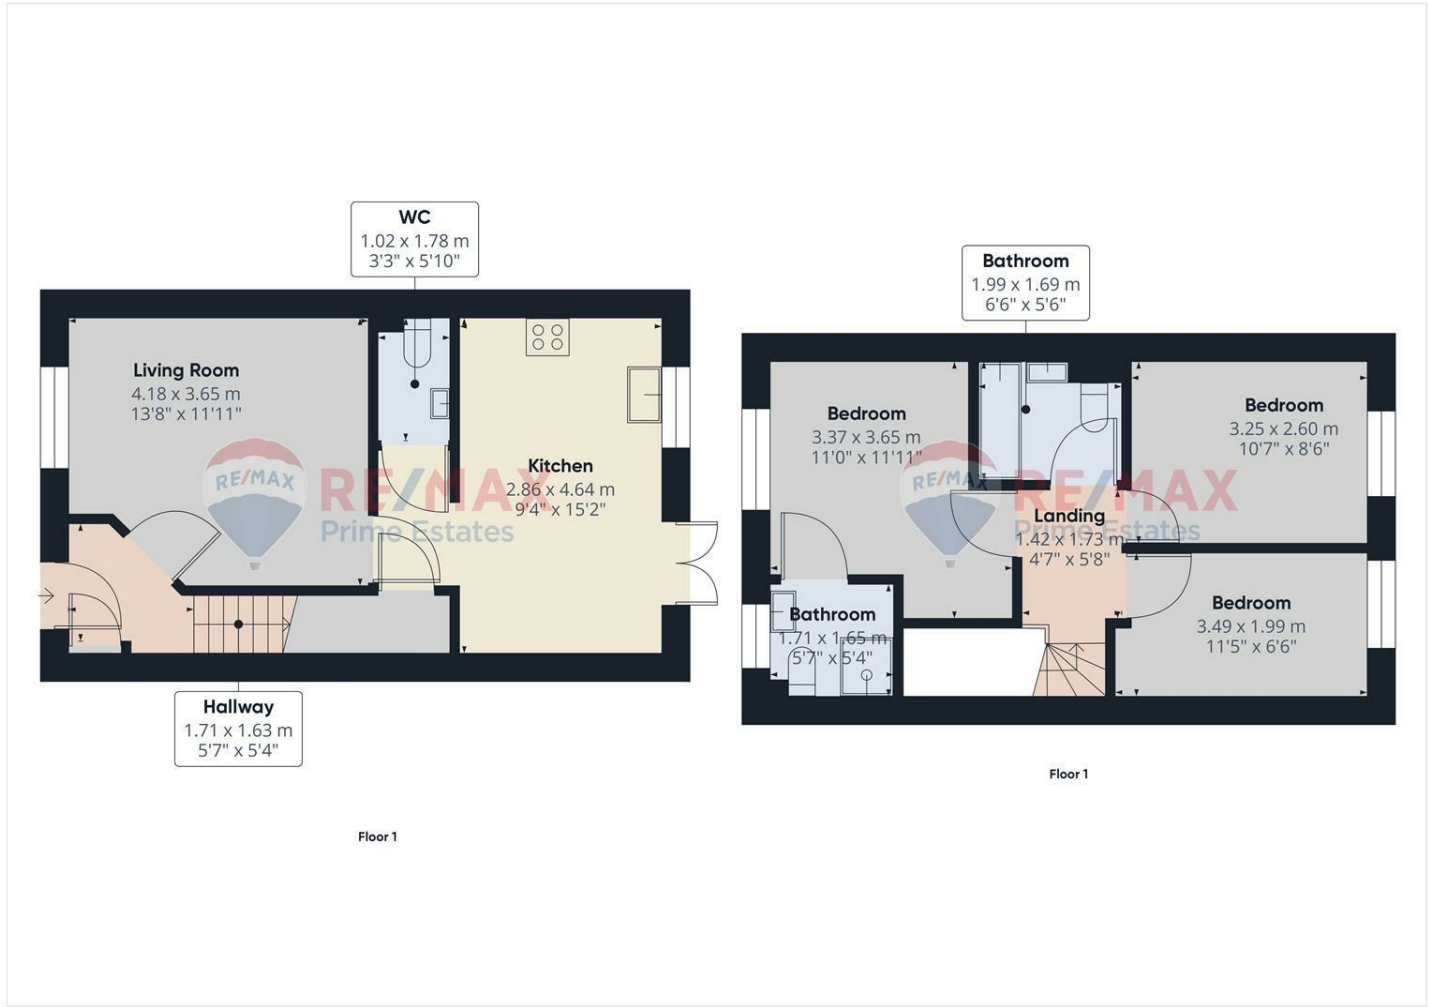 WC
1.02 x 1.78 m
3'3" x 5'10"
Living Room
4.18 x 3.65 m
13'8" x 11'11"
Kitchen
2.86 x 4.64 m
9'4" x 15'2"
RE/MAX
RE/MAX
Prime Estates
Hallway
1.71 x 1.63 m
5'7" x 5'4"
Floor 1
Bathroom
1.99 x 1.69 m
6'6" x 5'6"
Bedroom
3.37 x 3.65 m
11'0" x 11'11"
Bedroom
3.25 x 2.60 m
10'7" x 8'6"
RE/MAX
RE/MAX
Prime Estates
Landing
1.42 x 1.73 m
4'7" x 5'8"
Bathroom
1.71 x 1.65 m
5'7" x 5'4"
Bedroom
3.49 x 1.99 m
11'5" x 6'6"
Floor 1